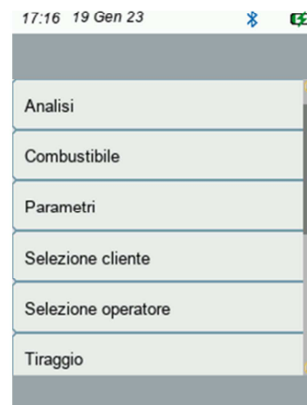 17:16 19 Gen 23
Analisi
Combustibile
Parametri
Selezione cliente
Selezione operatore
Tiraggio